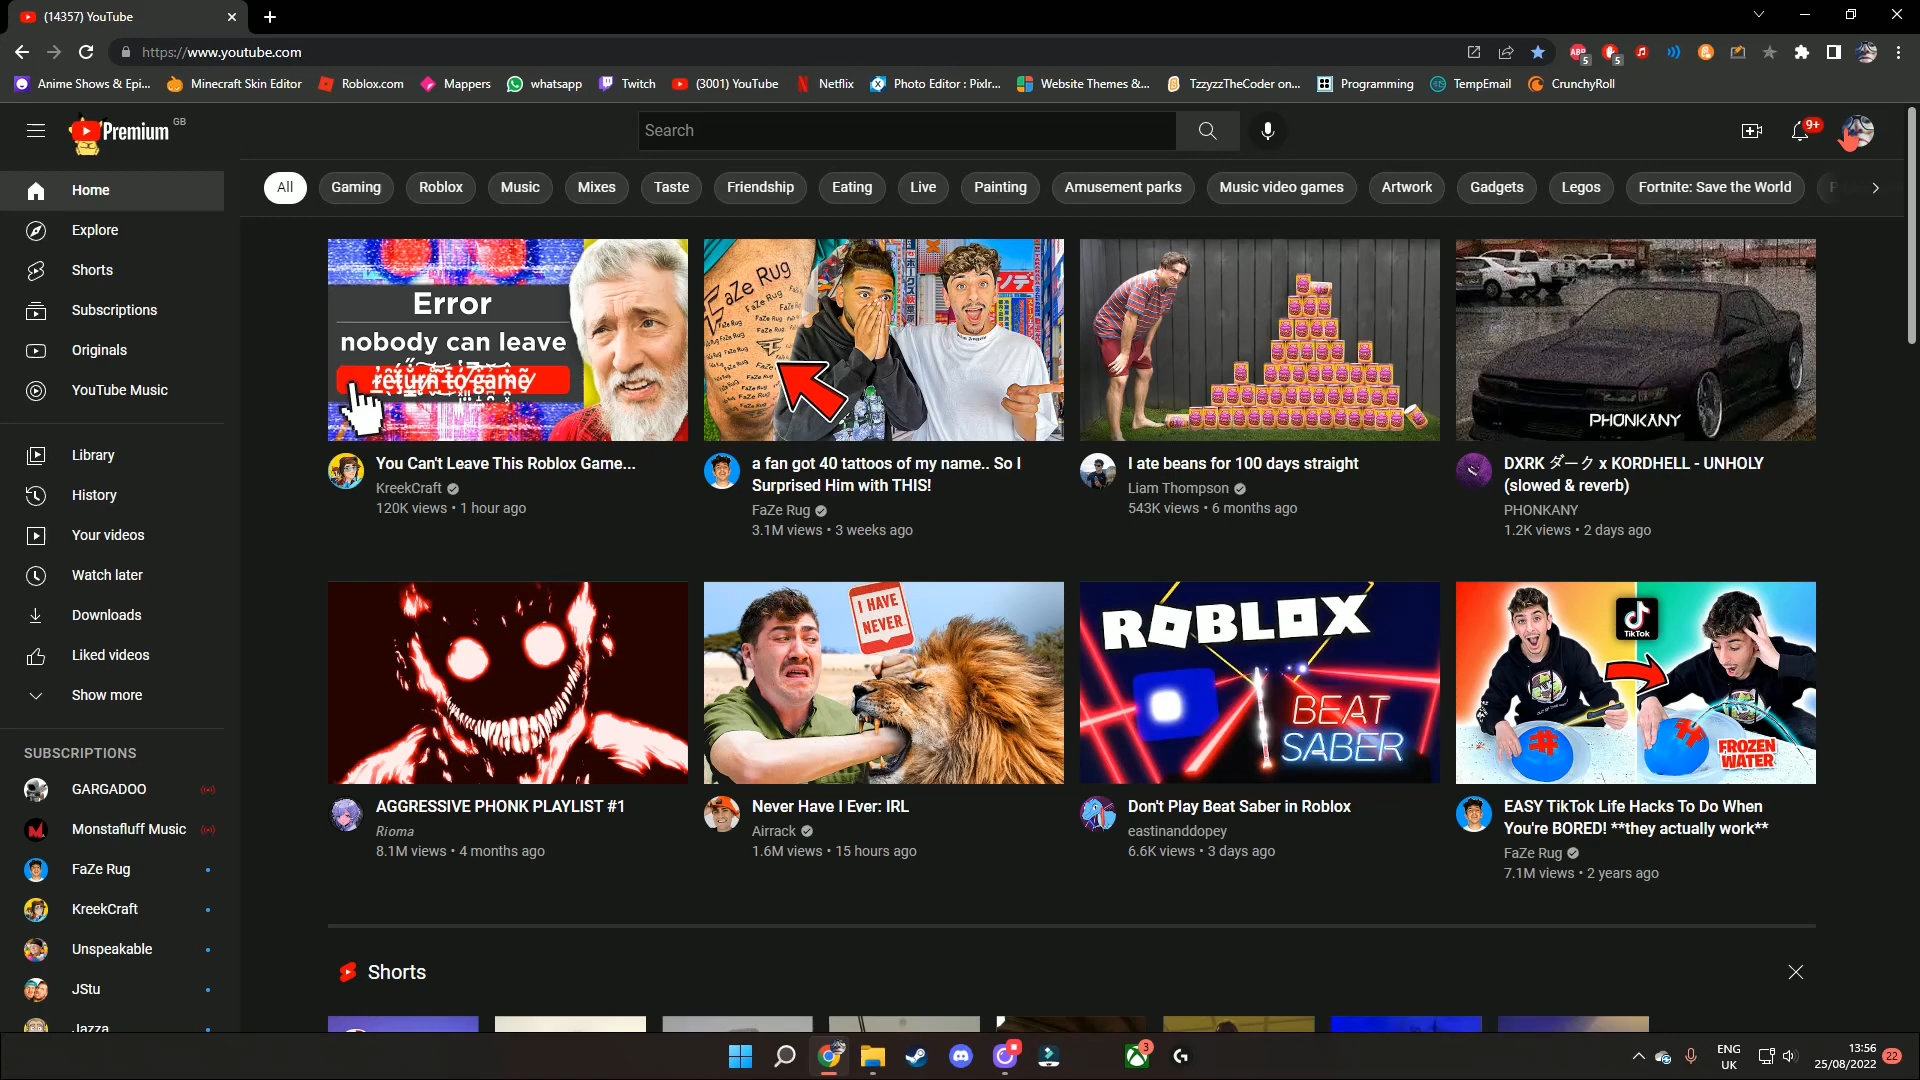 (14357) YouTube
https://www.youtube.com
5
5
Anime Shows & Epi...
Minecraft Skin Editor
Roblox.com
Mappers
whatsapp
Twitch
(3001) YouTube
Netflix
Photo Editor : Pixlr...
Website Themes &...
TzzyzzTheCoder on...
Programming
TempEmail
CrunchyRoll
Premium GB
Search
9+
Home
Explore
Shorts
Subscriptions
Originals
YouTube Music
Library
History
Your videos
Watch later
Downloads
Liked videos
Show more
SUBSCRIPTIONS
GARGADOO
Monstafluff Music
FaZe Rug
KreekCraft
Unspeakable
JStu
Jazza
All
Gaming
Roblox
Music
Mixes
Taste
Friendship
Eating
Live
Painting
Amusement parks
Music video games
Artwork
Gadgets
Legos
Fortnite: Save the World
Error
nobody can leave
return to game
FaZe Rug
PHONKANY
You Can't Leave This Roblox Game...
KreekCraft
120K views • 1 hour ago
a fan got 40 tattoos of my name.. So I
Surprised Him with THIS!
FaZe Rug
3.1M views • 3 weeks ago
I ate beans for 100 days straight
Liam Thompson
543K views • 6 months ago
DXRK ダーク x KORDHELL - UNHOLY
(slowed & reverb)
PHONKANY
1.2K views • 2 days ago
I HAVE
NEVER
ROBLOX
BEAT
SABER
TikTok
#
#
FROZEN
WATER
AGGRESSIVE PHONK PLAYLIST #1
Rioma
8.1M views • 4 months ago
Never Have I Ever: IRL
Airrack
1.6M views • 15 hours ago
Don't Play Beat Saber in Roblox
eastinanddopey
6.6K views • 3 days ago
EASY TikTok Life Hacks To Do When
You're BORED! **they actually work**
FaZe Rug
7.1M views • 2 years ago
Shorts
3
ENG
UK
13:56
25/08/2022
22